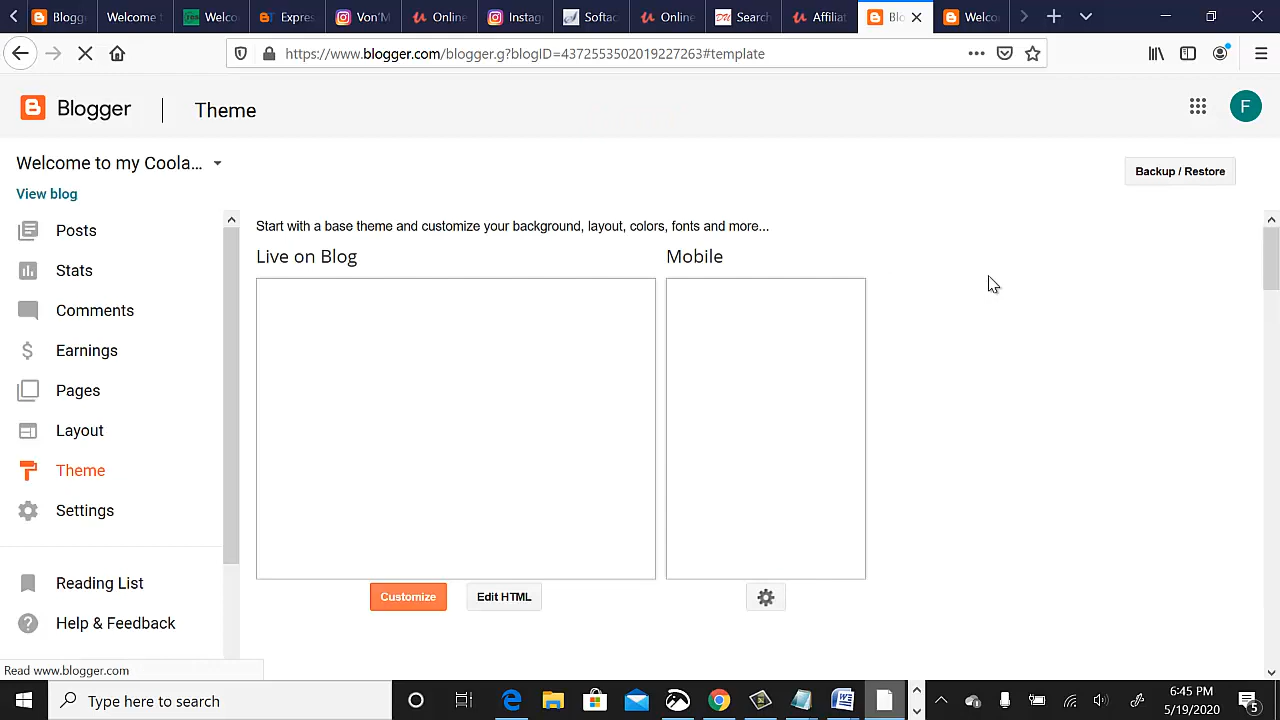 Blogge
Welcome
Welco
Expres
Von'M
Online
Instag
Softac
Online
Search
Affiliat
Blo
Welco
https://www.blogger.com/blogger.g?blogID=4372553502019227263#template
Blogger
Theme
F
Welcome to my Coola...
View blog
Backup / Restore
Posts
Stats
Comments
Earnings
Pages
Layout
Theme
Settings
Reading List
Help & Feedback
Start with a base theme and customize your background, layout, colors, fonts and more...
Live on Blog
Mobile
Customize
Edit HTML
Read www.blogger.com
Type here to search
6:45 PM
5/19/2020
5